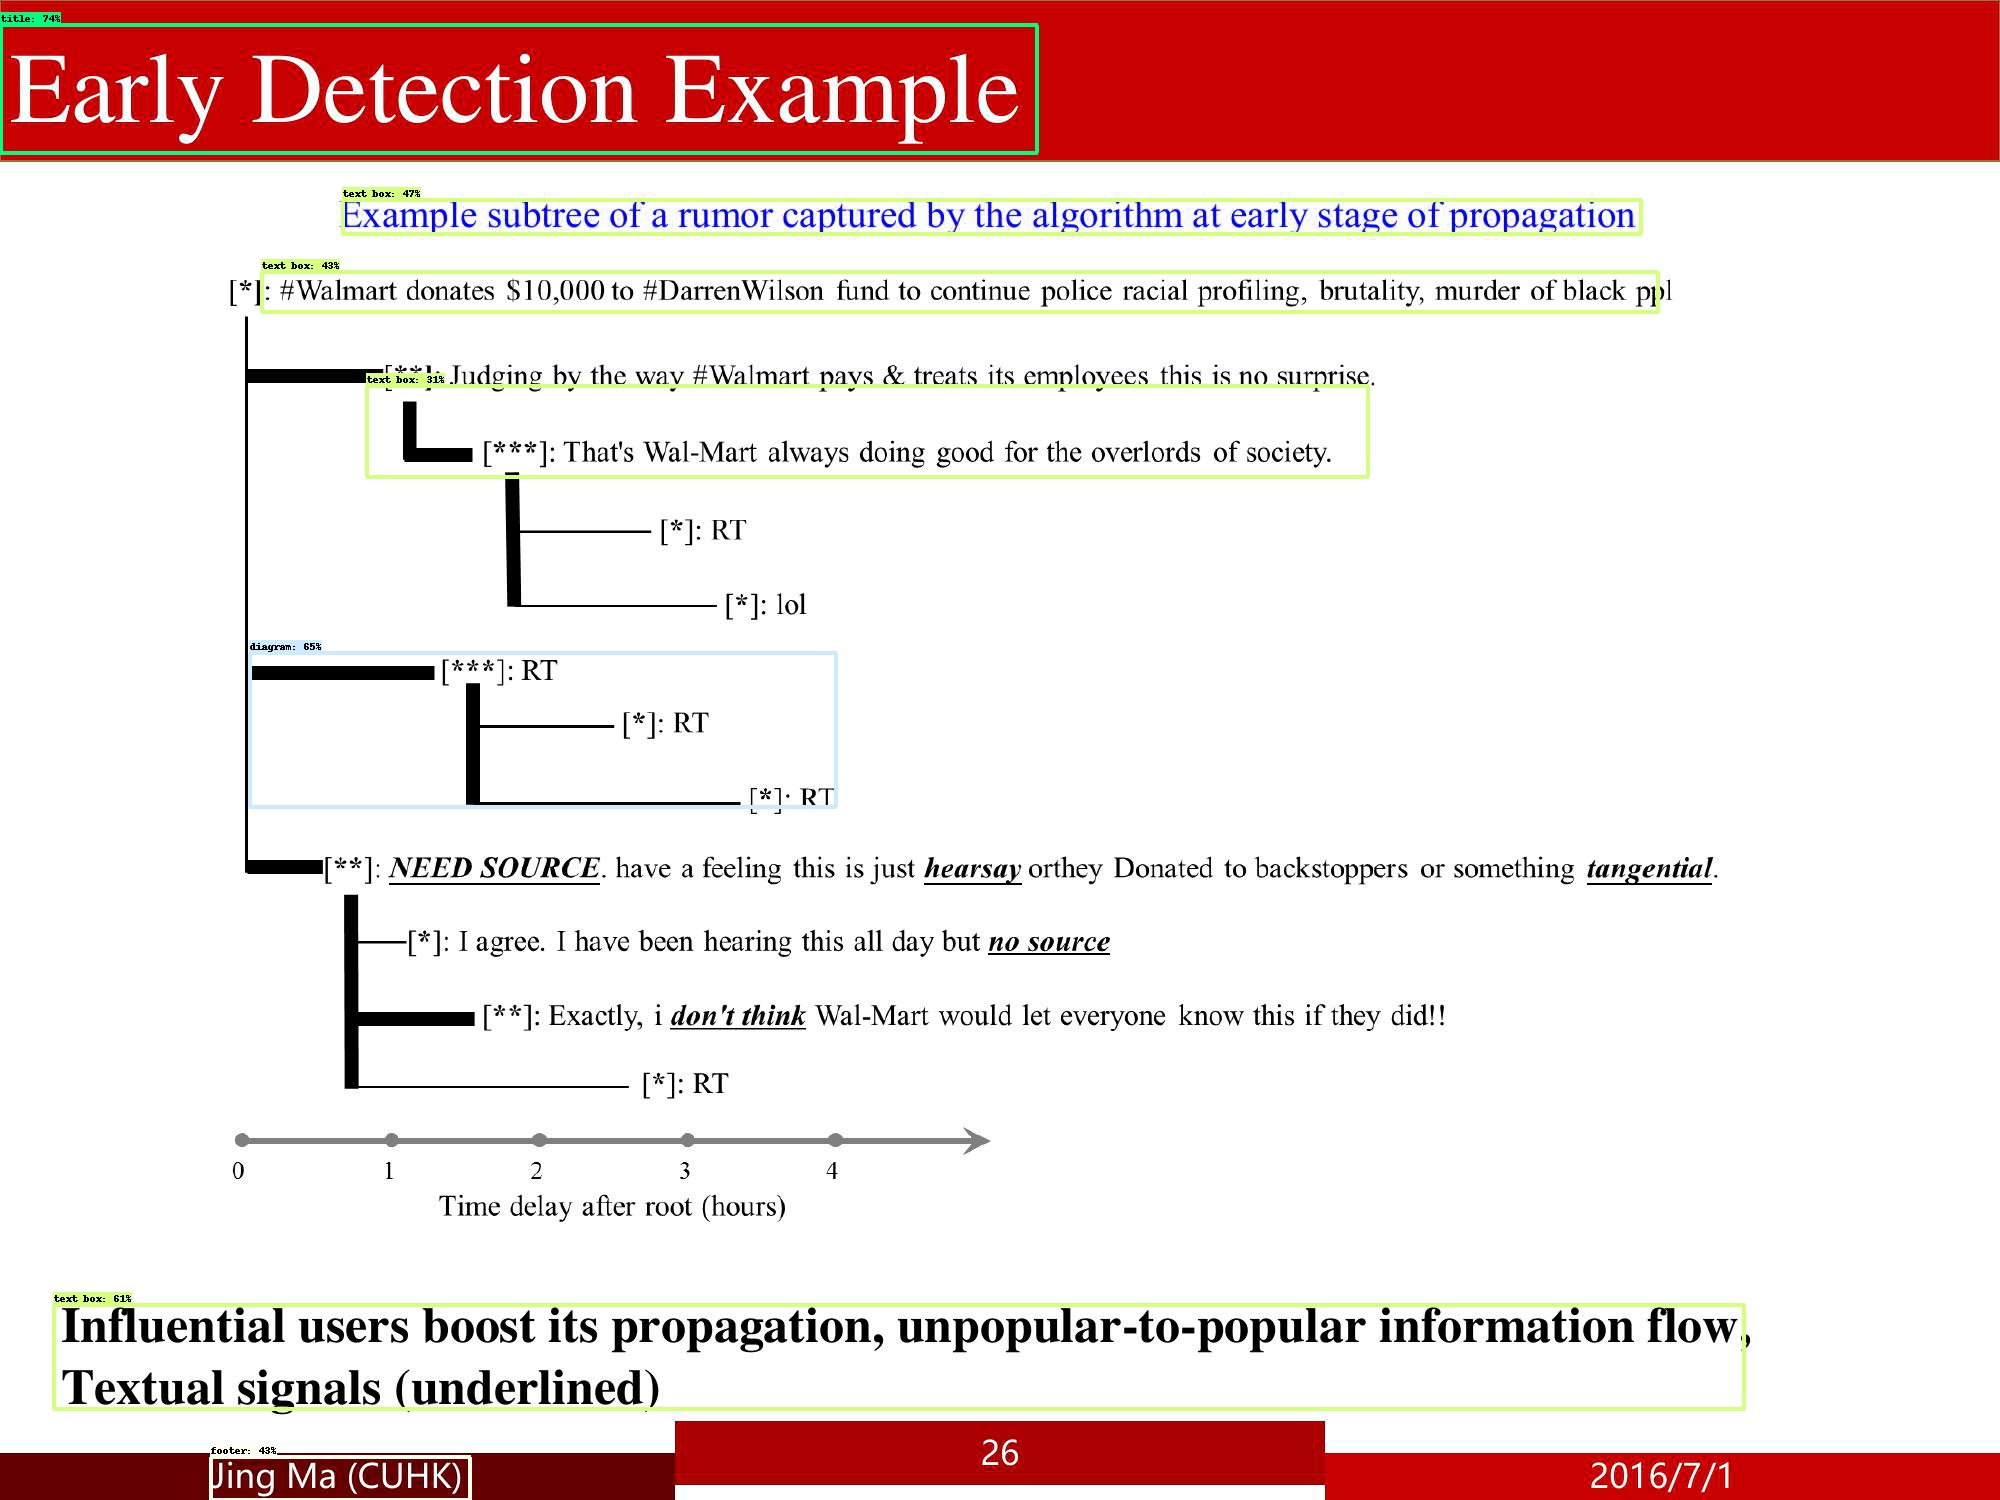 title: 74%
Early Detection Example
text box: 47%
Example subtree of a rumor captured by the algorithm at early stage of propagation
text box: 43%
[*]: #Walmart donates $10,000 to #DarrenWilson fund to continue police racial profiling, brutality, murder of black ppl
[**]: Judging by the way #Walmart pays & treats its employees this is no surprise.
text box: 31%
[***]: That's Wal-Mart always doing good for the overlords of society.
[*]: RT
[*]: lol
diagram: 65%
[***]: RT
[*]: RT
[*]: RT
[**]: NEED SOURCE. have a feeling this is just hearsay orthey Donated to backstoppers or something tangential.
[*]: I agree. I have been hearing this all day but no source
[**]: Exactly, i don't think Wal-Mart would let everyone know this if they did!!
[*]: RT
0 1 2 3 4
Time delay after root (hours)
text box: 61%
Influential users boost its propagation, unpopular-to-popular information flow,
Textual signals (underlined)
footer: 43%
Jing Ma (CUHK)
26
2016/7/1